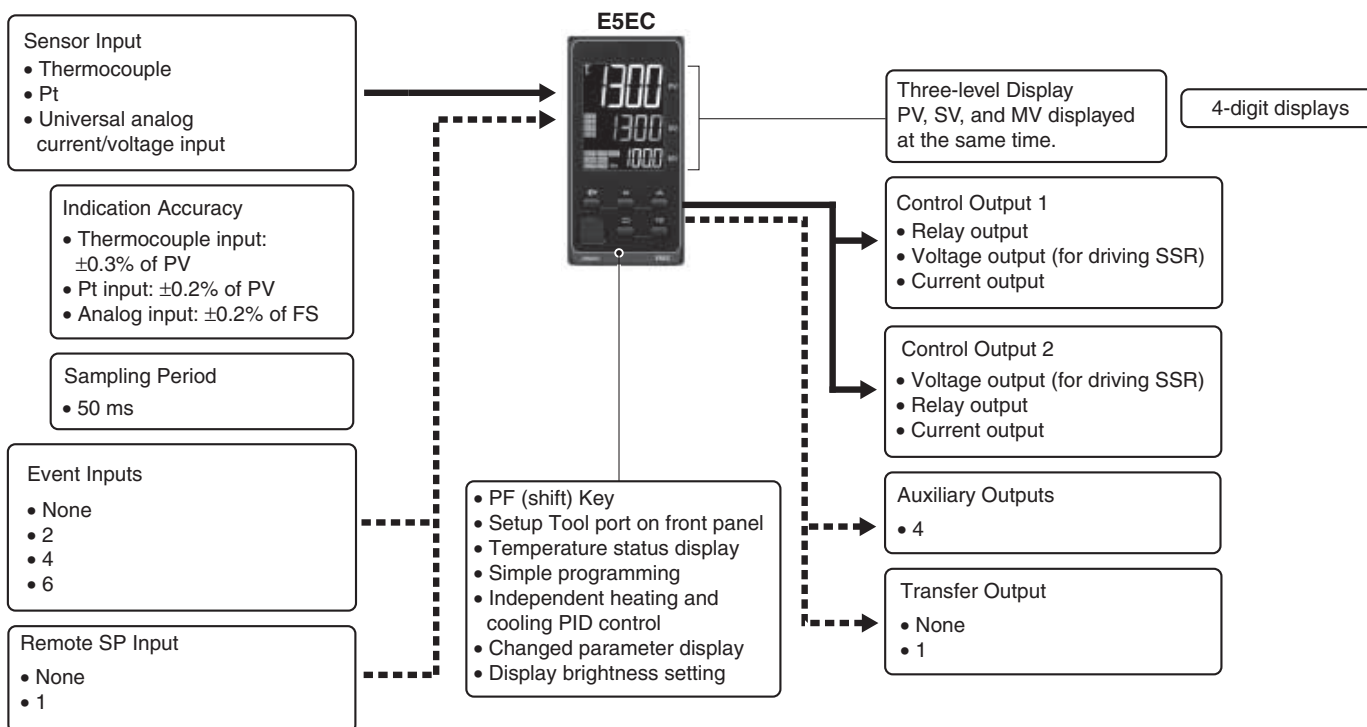 E5EC
Sensor Input
• Thermocouple
• Pt
• Universal analog
current/voltage input
Indication Accuracy
• Thermocouple input:
±0.3% of PV
• Pt input: ±0.2% of PV
• Analog input: ±0.2% of FS
Sampling Period
• 50 ms
Event Inputs
• None
• 2
• 4
• 6
Remote SP Input
• None
• 1
1300
PV
1300
SV
100.0
MV
• PF (shift) Key
• Setup Tool port on front panel
• Temperature status display
• Simple programming
• Independent heating and
cooling PID control
• Changed parameter display
• Display brightness setting
Three-level Display
PV, SV, and MV displayed
at the same time.
4-digit displays
Control Output 1
• Relay output
• Voltage output (for driving SSR)
• Current output
Control Output 2
• Voltage output (for driving SSR)
• Relay output
• Current output
Auxiliary Outputs
• 4
Transfer Output
• None
• 1